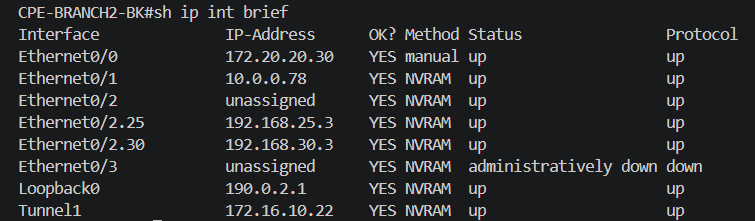 CPE-BRANCH2-BK#sh ip int brief
Interface              IP-Address      OK? Method Status                Protocol
Ethernet0/0            172.20.20.30    YES manual up                    up
Ethernet0/1            10.0.0.78       YES NVRAM  up                    up
Ethernet0/2            unassigned      YES NVRAM  up                    up
Ethernet0/2.25         192.168.25.3    YES NVRAM  up                    up
Ethernet0/2.30         192.168.30.3    YES NVRAM  up                    up
Ethernet0/3            unassigned      YES NVRAM  administratively down down
Loopback0              190.0.2.1       YES NVRAM  up                    up
Tunnel1                172.16.10.22    YES NVRAM  up                    up